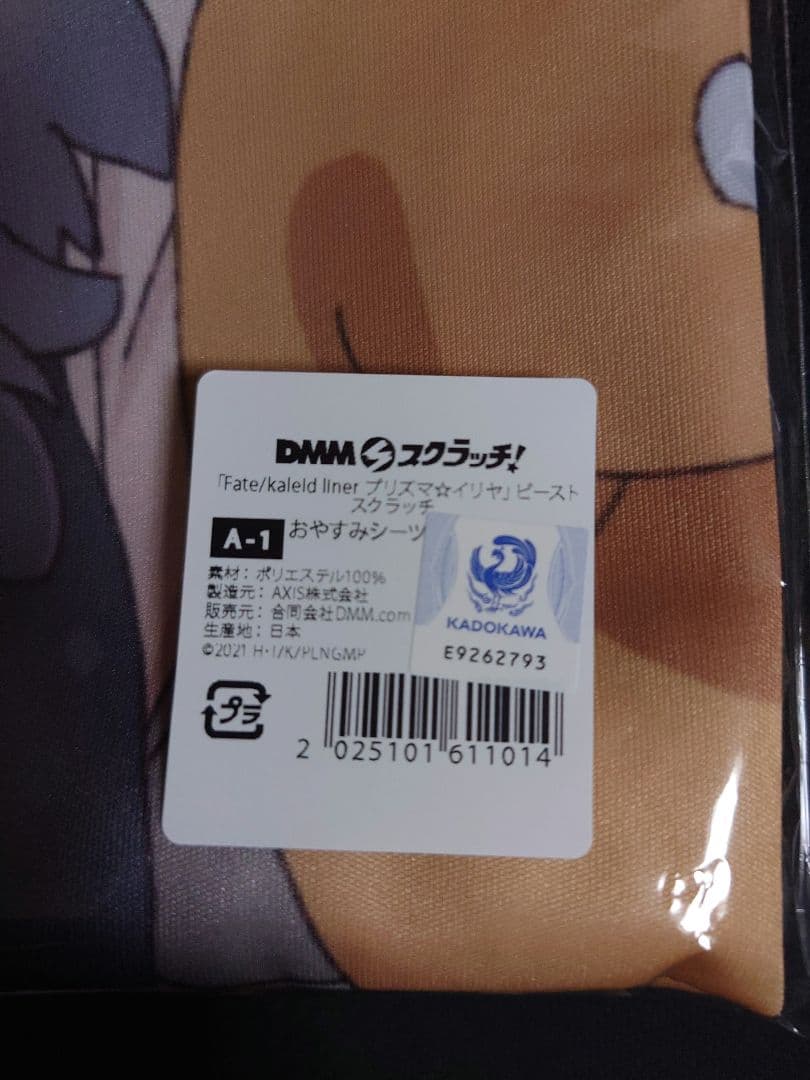 DMM スクラッチ!
「Fate/kaleid liner プリズマ☆イリヤ」ビースト
スクラッチ
A-1 おやすみシーツ
素材：ポリエステル100%
製造元：AXIS株式会社
販売元：合同会社DMM.com
生産地：日本
©2021 H・I/K/PLNGMP
KADOKAWA
E9262793
プラ
2 025101 611014